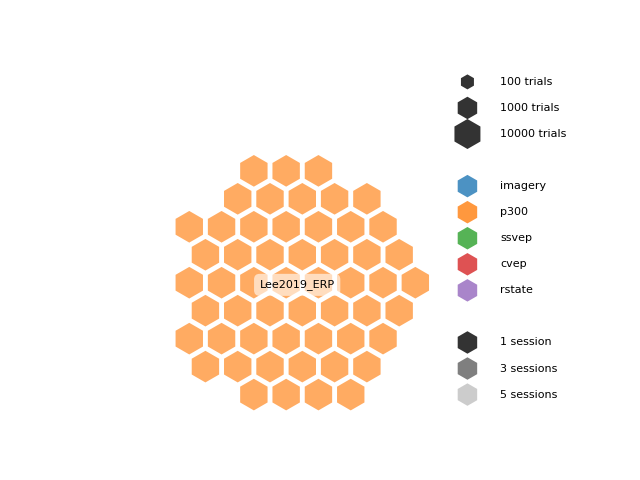 100 trials
1000 trials
10000 trials
imagery
p300
ssvep
cvep
rstate
Lee2019_ERP
1 session
3 sessions
5 sessions